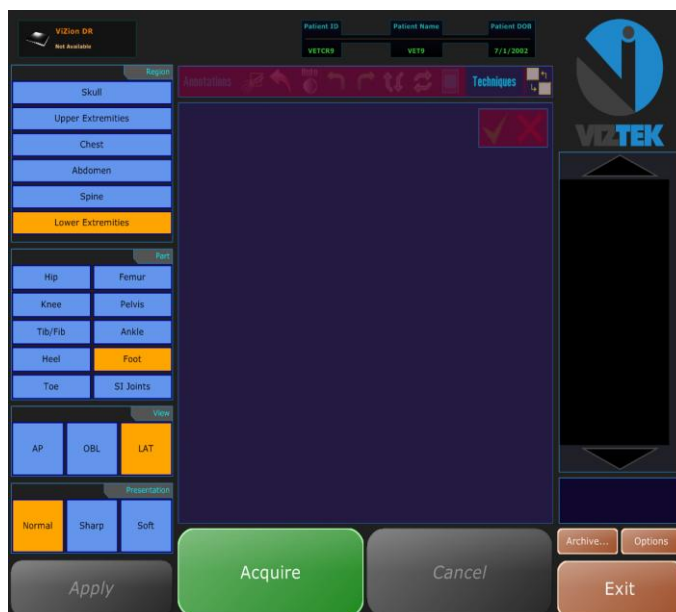 ViZion DR
Not Available
Patient ID Patient Name Patient DOB
VETCR9 VET9 7/1/2002
Region
Skull
Upper Extremities
Chest
Abdomen
Spine
Lower Extremities
Annotations Note Techniques
VIZTEK
Part
Hip Femur
Knee Pelvis
Tib/Fib Ankle
Heel Foot
Toe SI Joints
View
AP OBL LAT
Presentation
Normal Sharp Soft
Apply Acquire Cancel
Archive... Options
Exit